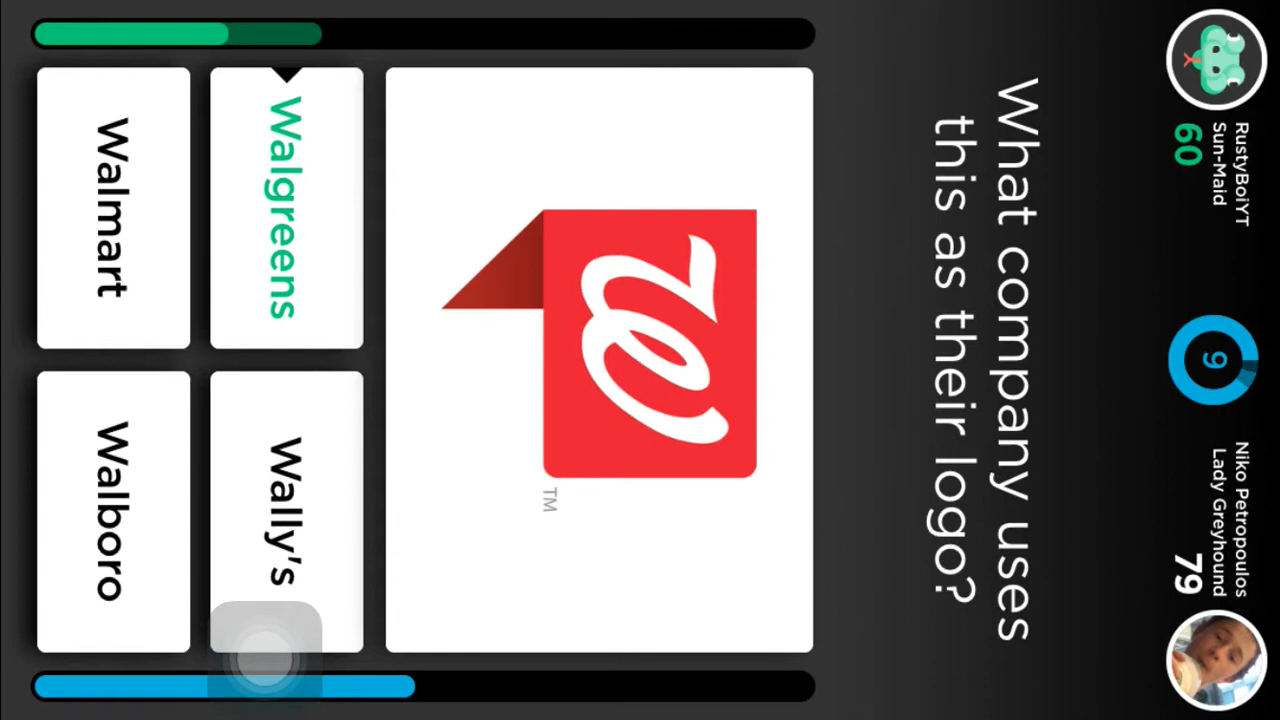 RustyBoiYT
Sun-Maid
60
9
Niko Petropoulos
Lady Greyhound
79
What company uses
this as their logo?
W
TM
Walgreens
Wally's
Walmart
Walboro